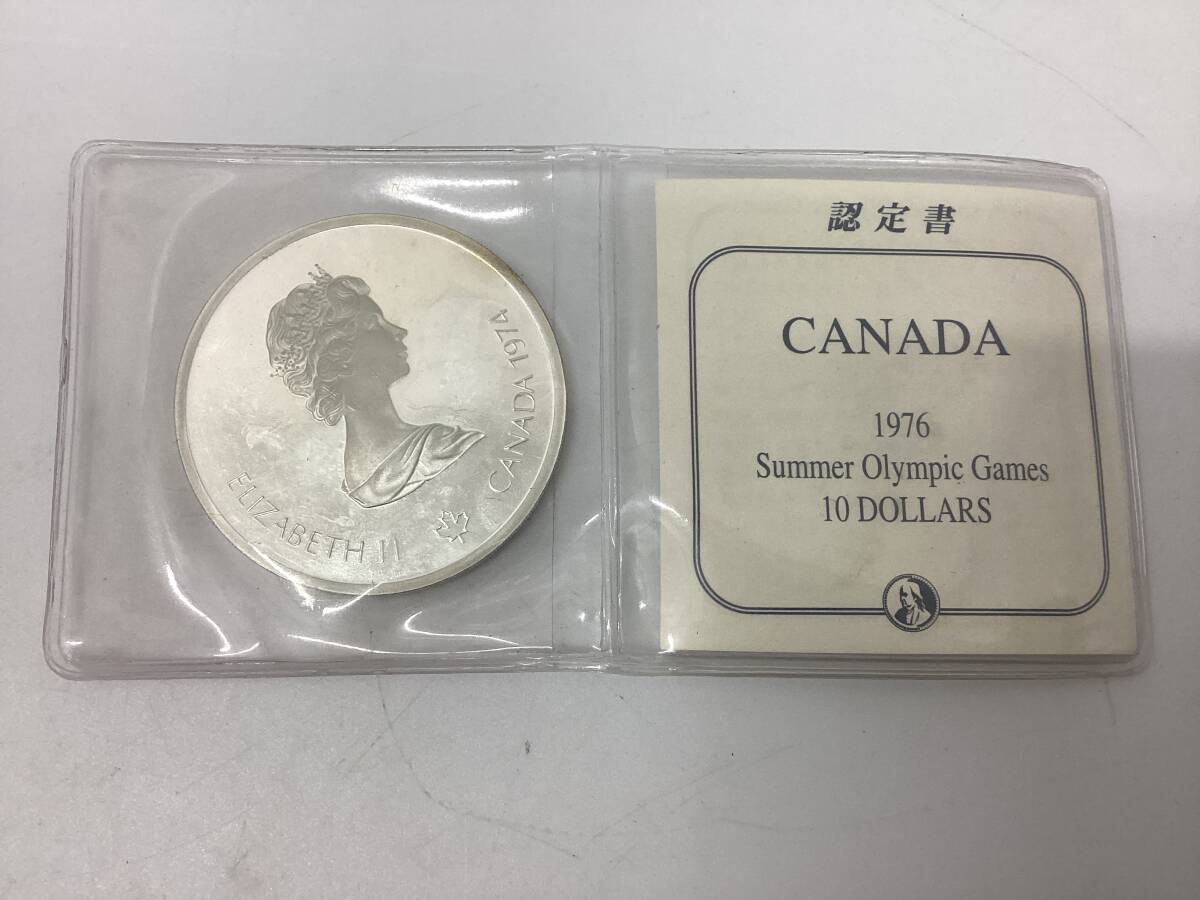 ELIZABETH II
CANADA 1974
認定書
CANADA
1976
Summer Olympic Games
10 DOLLARS